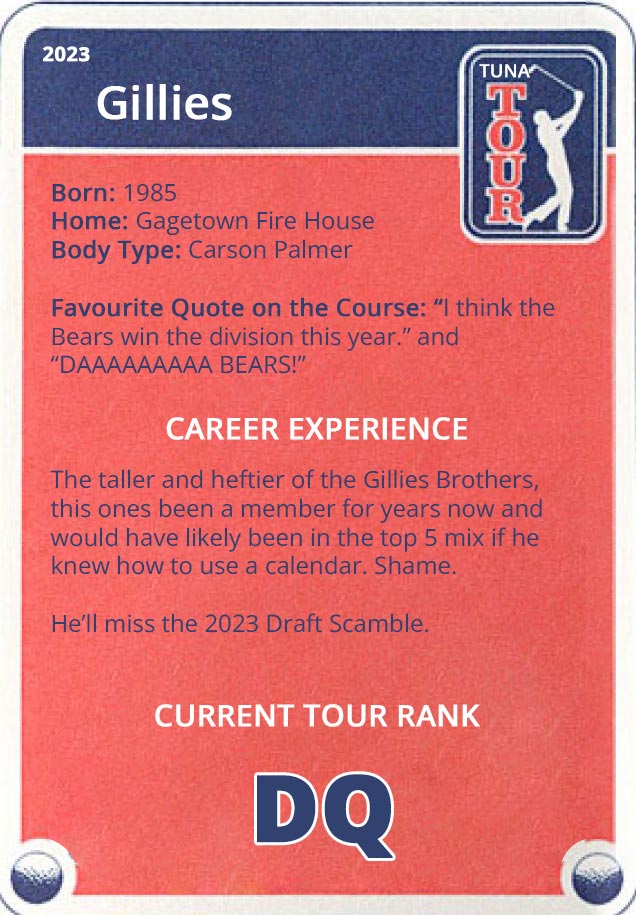 2023
Gillies
TUNA
TOUR
Born: 1985
Home: Gagetown Fire House
Body Type: Carson Palmer
Favourite Quote on the Course: “I think the
Bears win the division this year.” and
“DAAAAAAAAA BEARS!”
CAREER EXPERIENCE
The taller and heftier of the Gillies Brothers,
this ones been a member for years now and
would have likely been in the top 5 mix if he
knew how to use a calendar. Shame.
He’ll miss the 2023 Draft Scamble.
CURRENT TOUR RANK
DQ